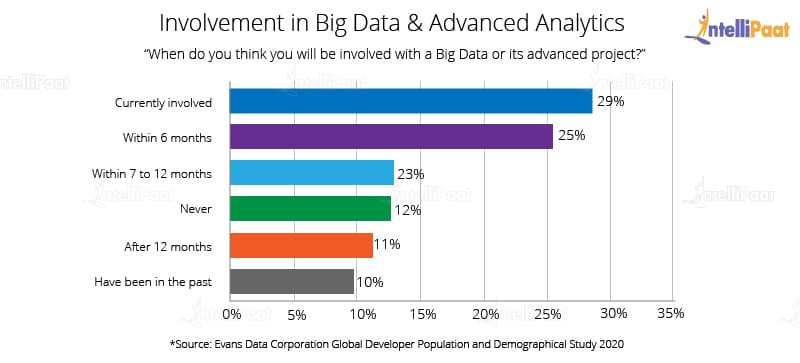 Involvement in Big Data & Advanced Analytics
intelliPaat
“When do you think you will be involved with a Big Data or its advanced project?”
Currently involved 29%
Within 6 months 25%
Within 7 to 12 months 23%
Never 12%
After 12 months 11%
Have been in the past 10%
0% 5% 10% 15% 20% 25% 30% 35%
*Source: Evans Data Corporation Global Developer Population and Demographical Study 2020